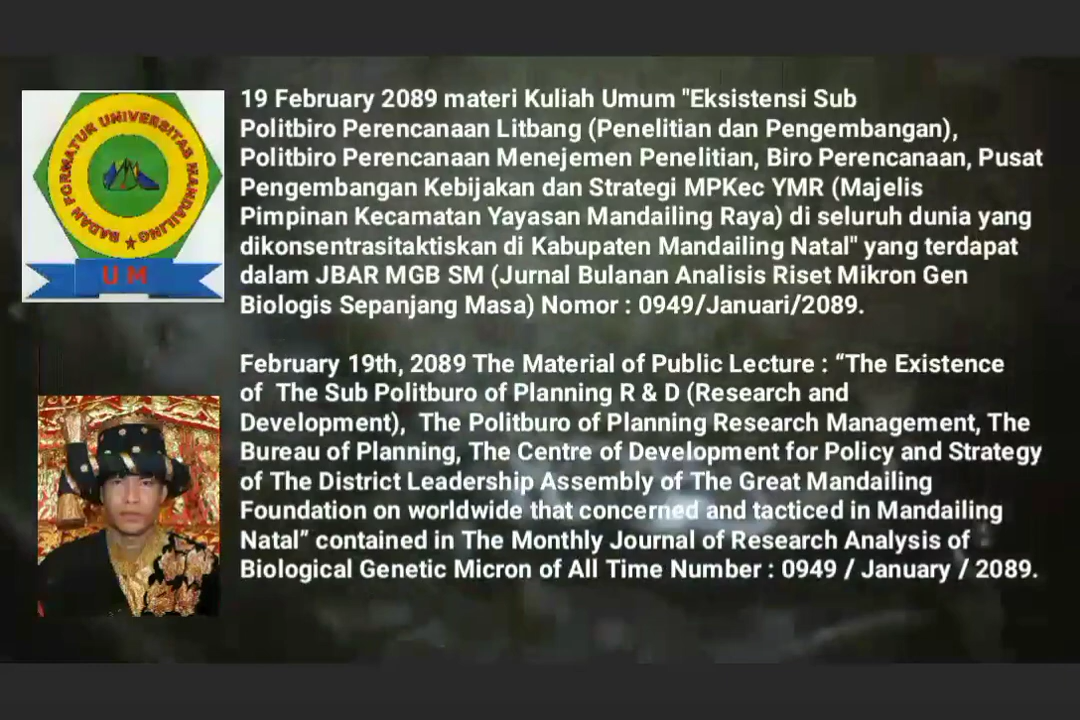 BADAN FORMATUR UNIVERSITAS MANDAILING
UM
19 February 2089 materi Kuliah Umum "Eksistensi Sub
Politbiro Perencanaan Litbang (Penelitian dan Pengembangan),
Politbiro Perencanaan Menejemen Penelitian, Biro Perencanaan, Pusat
Pengembangan Kebijakan dan Strategi MPKec YMR (Majelis
Pimpinan Kecamatan Yayasan Mandailing Raya) di seluruh dunia yang
dikonsentrasitaktiskan di Kabupaten Mandailing Natal" yang terdapat
dalam JBAR MGB SM (Jurnal Bulanan Analisis Riset Mikron Gen
Biologis Sepanjang Masa) Nomor : 0949/Januari/2089.
February 19th, 2089 The Material of Public Lecture : “The Existence
of The Sub Politburo of Planning R & D (Research and
Development), The Politburo of Planning Research Management, The
Bureau of Planning, The Centre of Development for Policy and Strategy
of The District Leadership Assembly of The Great Mandailing
Foundation on worldwide that concerned and tacticed in Mandailing
Natal” contained in The Monthly Journal of Research Analysis of
Biological Genetic Micron of All Time Number : 0949 / January / 2089.